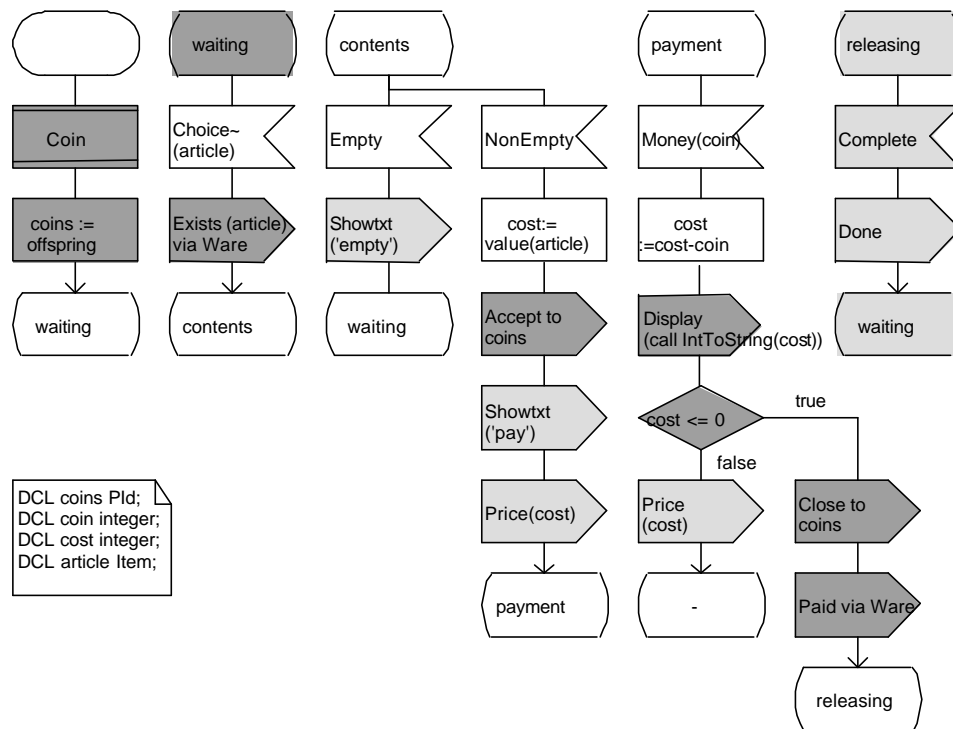 waiting
contents
payment
releasing
Coin
Choice~
(article)
Empty
NonEmpty
Money(coin)
Complete
coins :=
offspring
Exists (article)
via Ware
Showtxt
('empty')
cost:=
value(article)
cost
:=cost-coin
Done
waiting
contents
waiting
Accept to
coins
Display
(call IntToString(cost))
waiting
Showtxt
('pay')
cost <= 0
true
false
DCL coins PId;
DCL coin integer;
DCL cost integer;
DCL article Item;
Price(cost)
Price
(cost)
Close to
coins
payment
-
Paid via Ware
releasing